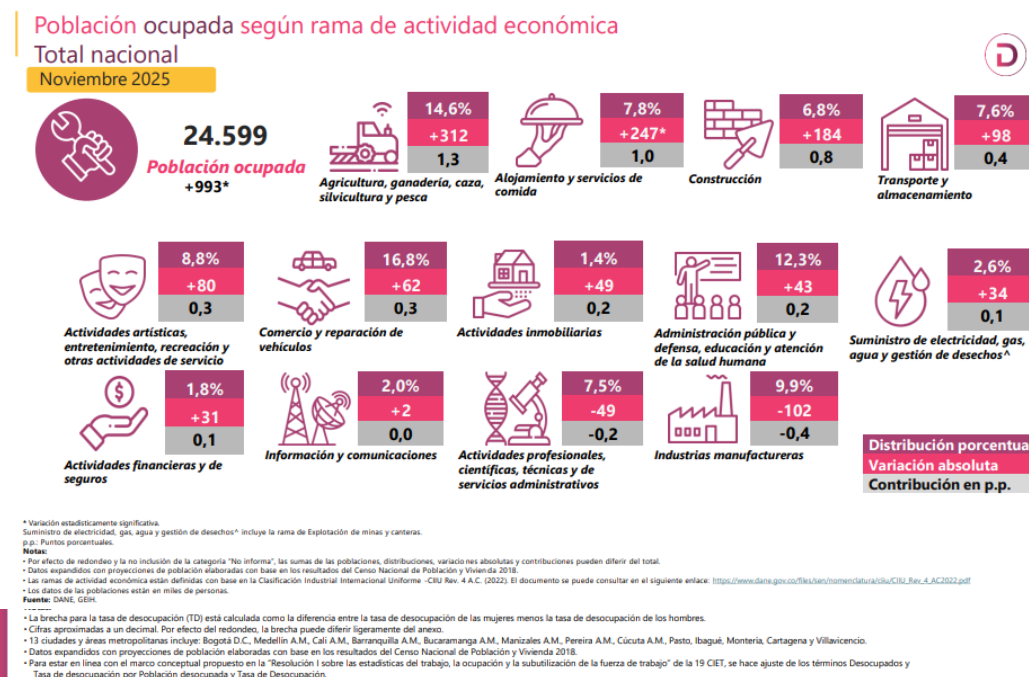 Población ocupada según rama de actividad económica
Total nacional
Noviembre 2025
D
24.599
Población ocupada
+993*
14,6%
+312
1,3
Agricultura, ganadería, caza,
silvicultura y pesca
7,8%
+247*
1,0
Alojamiento y servicios de
comida
6,8%
+184
0,8
Construcción
7,6%
+98
0,4
Transporte y
almacenamiento
8,8%
+80
0,3
Actividades artísticas,
entretenimiento, recreación y
otras actividades de servicio
16,8%
+62
0,3
Comercio y reparación de
vehículos
1,4%
+49
0,2
Actividades inmobiliarias
12,3%
+43
0,2
Administración pública y
defensa, educación y atención
de la salud humana
2,6%
+34
0,1
Suministro de electricidad, gas,
agua y gestión de desechos^
1,8%
+31
0,1
Actividades financieras y de
seguros
2,0%
+2
0,0
Información y comunicaciones
7,5%
-49
-0,2
Actividades profesionales,
científicas, técnicas y de
servicios administrativos
9,9%
-102
-0,4
Industrias manufactureras
Distribución porcentua
Variación absoluta
Contribución en p.p.
* Variación estadísticamente significativa.
Suministro de electricidad, gas, agua y gestión de desechos^ incluye la rama de Explotación de minas y canteras.
p.p.: Puntos porcentuales.
Notas:
• Por efecto de redondeo y la no inclusión de la categoría "No informa", las sumas de las poblaciones, distribuciones, variaciones absolutas y contribuciones pueden diferir del total.
• Datos expandidos con proyecciones de población elaboradas con base en los resultados del Censo Nacional de Población y Vivienda 2018.
• Las ramas de actividad económica están definidas con base en la Clasificación Industrial Internacional Uniforme -CIIU Rev. 4 A.C. (2022). El documento se puede consultar en el siguiente enlace: https://www.dane.gov.co/files/sen/nomenclatura/ciiu/CIIU_Rev_4_AC2022.pdf
• Los datos de las poblaciones están en miles de personas.
Fuente: DANE, GEIH.
• La brecha para la tasa de desocupación (TD) está calculada como la diferencia entre la tasa de desocupación de las mujeres menos la tasa de desocupación de los hombres.
• Cifras aproximadas a un decimal. Por efecto del redondeo, la brecha puede diferir ligeramente del anexo.
• 13 ciudades y áreas metropolitanas incluye: Bogotá D.C., Medellín A.M., Cali A.M., Barranquilla A.M., Bucaramanga A.M., Manizales A.M., Pereira A.M., Cúcuta A.M., Pasto, Ibagué, Montería, Cartagena y Villavicencio.
• Datos expandidos con proyecciones de población elaboradas con base en los resultados del Censo Nacional de Población y Vivienda 2018.
• Para estar en línea con el marco conceptual propuesto en la "Resolución I sobre las estadísticas del trabajo, la ocupación y la subutilización de la fuerza de trabajo" de la 19 CIET, se hace ajuste de los términos Desocupados y
Tasa de desocupación por Población desocupada y Tasa de Desocupación.